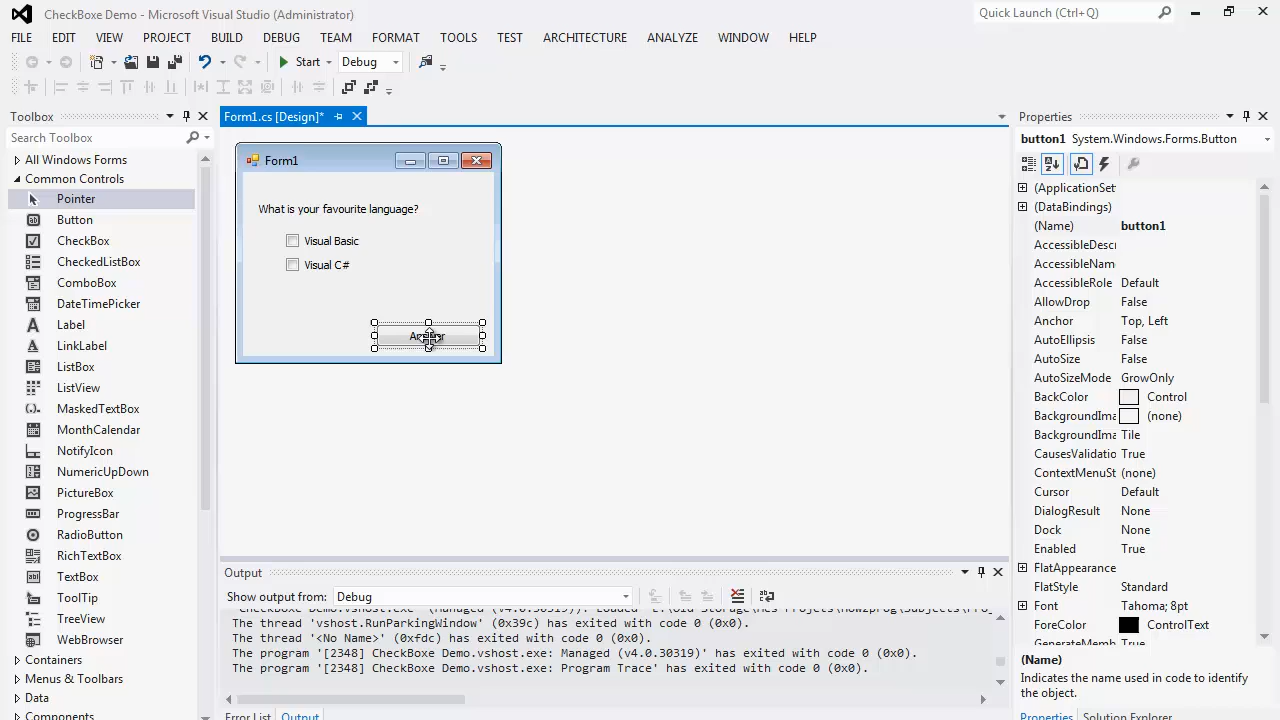 CheckBoxe Demo - Microsoft Visual Studio (Administrator)
Quick Launch (Ctrl+Q)
FILE EDIT VIEW PROJECT BUILD DEBUG TEAM FORMAT TOOLS TEST ARCHITECTURE ANALYZE WINDOW HELP
Start Debug
Toolbox
Search Toolbox
All Windows Forms
Common Controls
Pointer
Button
CheckBox
CheckedListBox
ComboBox
DateTimePicker
Label
LinkLabel
ListBox
ListView
MaskedTextBox
MonthCalendar
NotifyIcon
NumericUpDown
PictureBox
ProgressBar
RadioButton
RichTextBox
TextBox
ToolTip
TreeView
WebBrowser
Containers
Menus & Toolbars
Data
Components
Form1.cs [Design]*
Form1
What is your favourite language?
Visual Basic
Visual C#
Output
Show output from: Debug
The thread 'vshost.RunParkingWindow' (0x39c) has exited with code 0 (0x0).
The thread '<No Name>' (0xfdc) has exited with code 0 (0x0).
The program '[2348] CheckBoxe Demo.vshost.exe: Managed (v4.0.30319)' has exited with code 0 (0x0).
The program '[2348] CheckBoxe Demo.vshost.exe: Program Trace' has exited with code 0 (0x0).
Error List Output
Properties
button1 System.Windows.Forms.Button
(ApplicationSet
(DataBindings)
(Name) button1
AccessibleDescri
AccessibleName
AccessibleRole Default
AllowDrop False
Anchor Top, Left
AutoEllipsis False
AutoSize False
AutoSizeMode GrowOnly
BackColor Control
BackgroundIma (none)
BackgroundIma Tile
CausesValidatio True
ContextMenuSt (none)
Cursor Default
DialogResult None
Dock None
Enabled True
FlatAppearance
FlatStyle Standard
Font Tahoma; 8pt
ForeColor ControlText
GenerateMemb True
(Name)
Indicates the name used in code to identify
the object.
Properties Solution Explorer